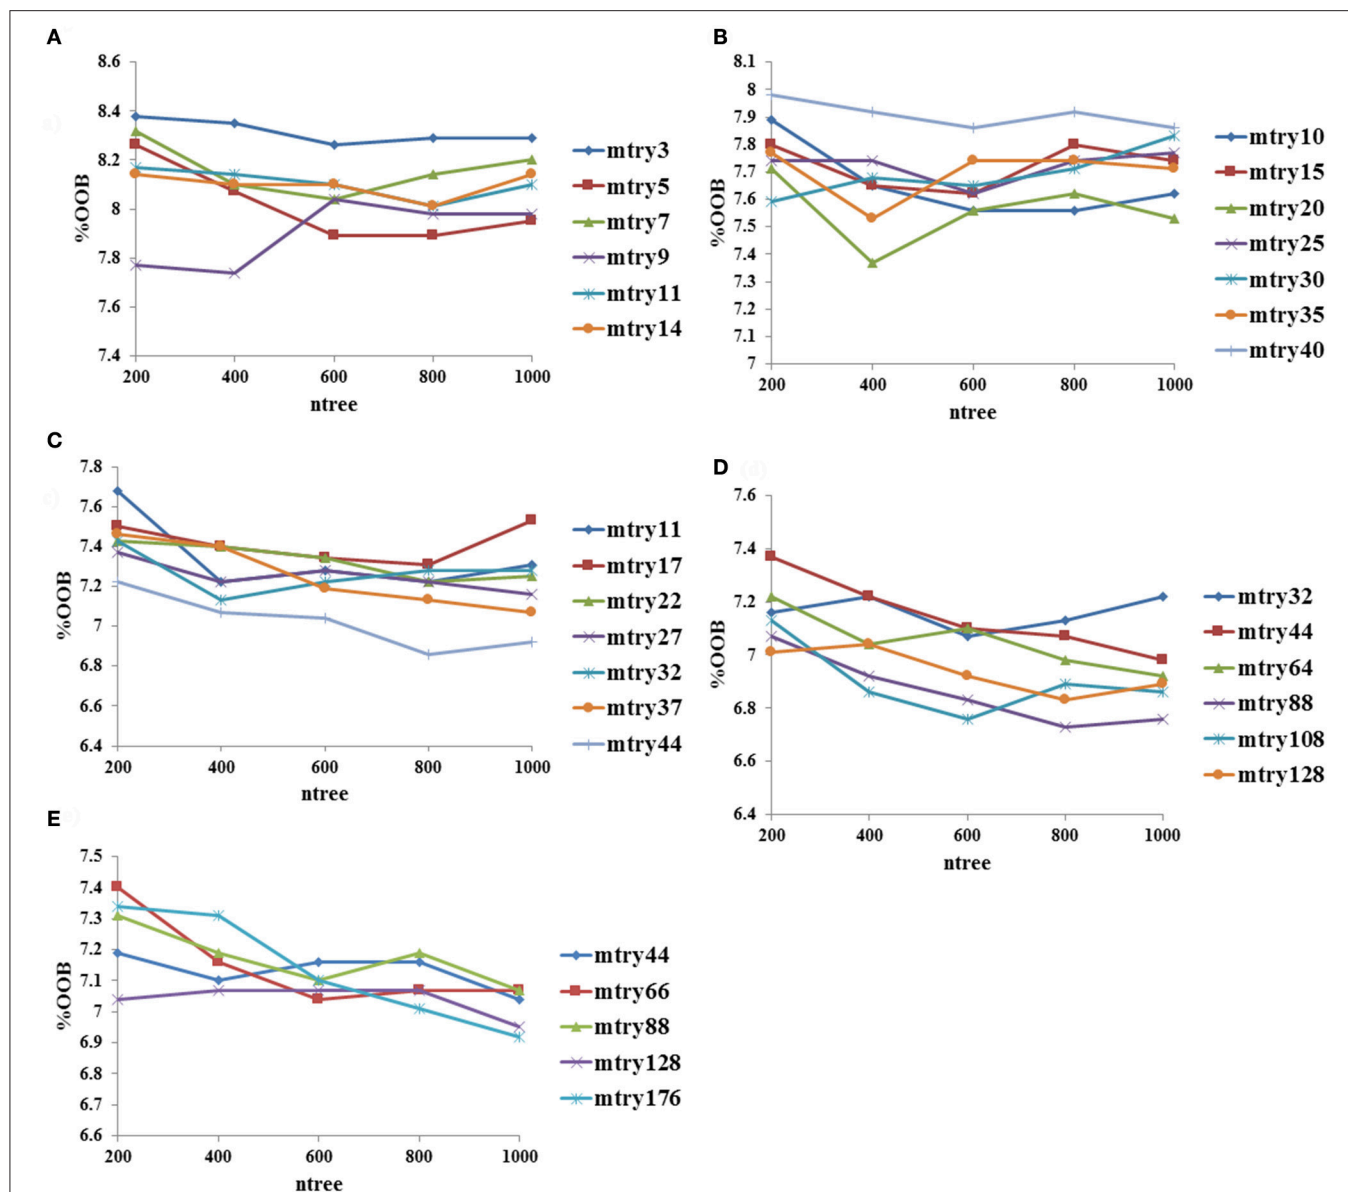 A
8.6
8.4
8.2
8
7.8
7.6
7.4
%OOB
200 400 600 800 1000
ntree
mtry3
mtry5
mtry7
mtry9
mtry11
mtry14
B
8.1
8
7.9
7.8
7.7
7.6
7.5
7.4
7.3
7.2
7.1
7
%OOB
200 400 600 800 1000
ntree
mtry10
mtry15
mtry20
mtry25
mtry30
mtry35
mtry40
C
7.8
7.6
7.4
7.2
7
6.8
6.6
6.4
%OOB
200 400 600 800 1000
ntree
mtry11
mtry17
mtry22
mtry27
mtry32
mtry37
mtry44
D
(d)
7.6
7.4
7.2
7
6.8
6.6
6.4
%OOB
200 400 600 800 1000
ntree
mtry32
mtry44
mtry64
mtry88
mtry108
mtry128
E
7.5
7.4
7.3
7.2
7.1
7
6.9
6.8
6.7
6.6
%OOB
200 400 600 800 1000
ntree
mtry44
mtry66
mtry88
mtry128
mtry176